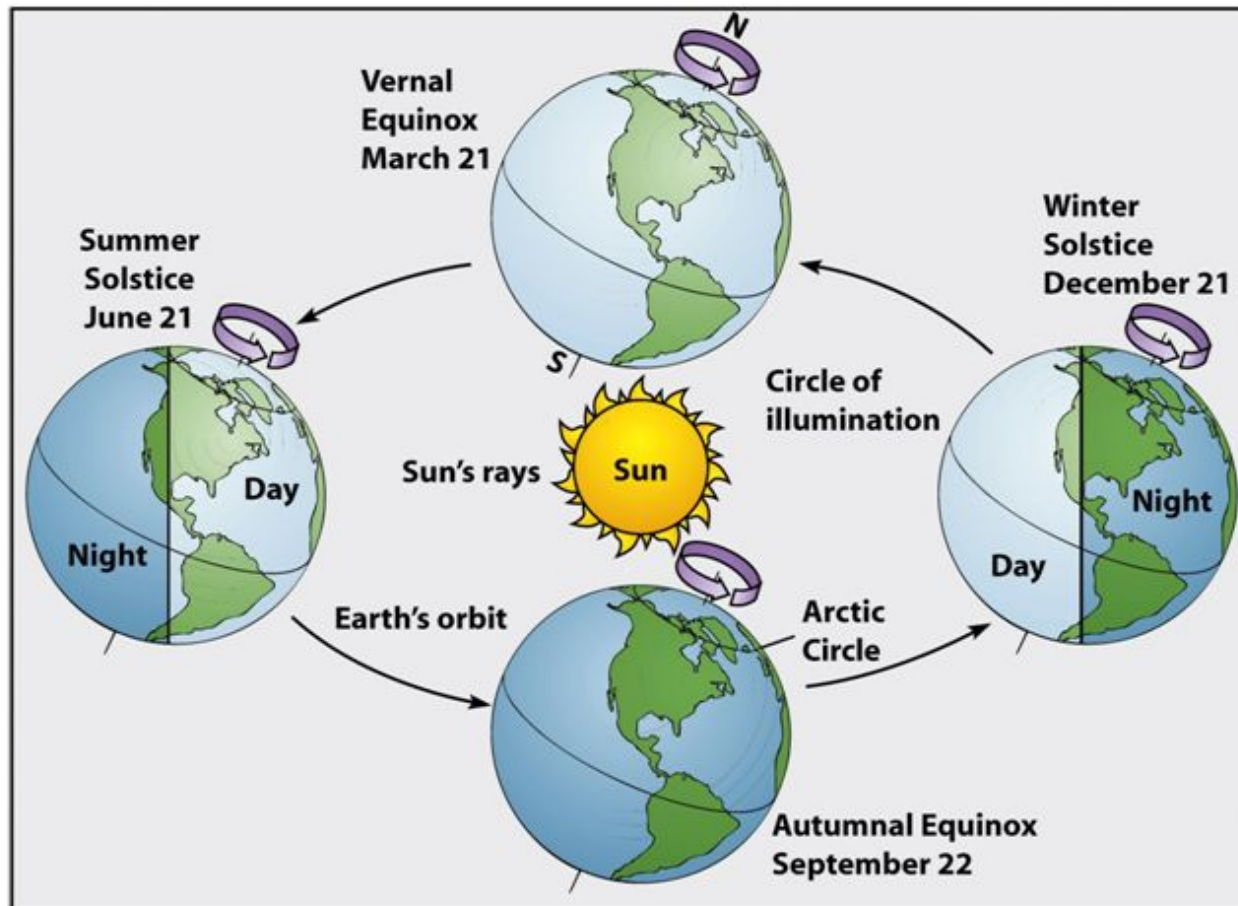 N
Vernal
Equinox
March 21
Summer
Solstice
June 21
Winter
Solstice
December 21
S
Circle of
illumination
Sun's rays
Sun
Day
Night
Night
Day
Earth's orbit
Arctic
Circle
Autumnal Equinox
September 22